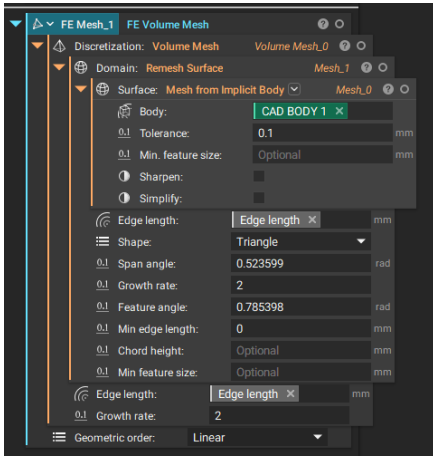 FE Mesh_1 FE Volume Mesh ?
Discretization: Volume Mesh Volume Mesh_0 ?
Domain: Remesh Surface Mesh_1 ?
Surface: Mesh from Implicit Body Mesh_0 ?
Body: CAD BODY 1 ×
0.1 Tolerance: 0.1 mm
0.1 Min. feature size: Optional mm
Sharpen:
Simplify:
Edge length: Edge length × mm
Shape: Triangle
0.1 Span angle: 0.523599 rad
0.1 Growth rate: 2
0.1 Feature angle: 0.785398 rad
0.1 Min edge length: 0 mm
0.1 Chord height: Optional mm
0.1 Min feature size: Optional mm
Edge length: Edge length × mm
0.1 Growth rate: 2
Geometric order: Linear